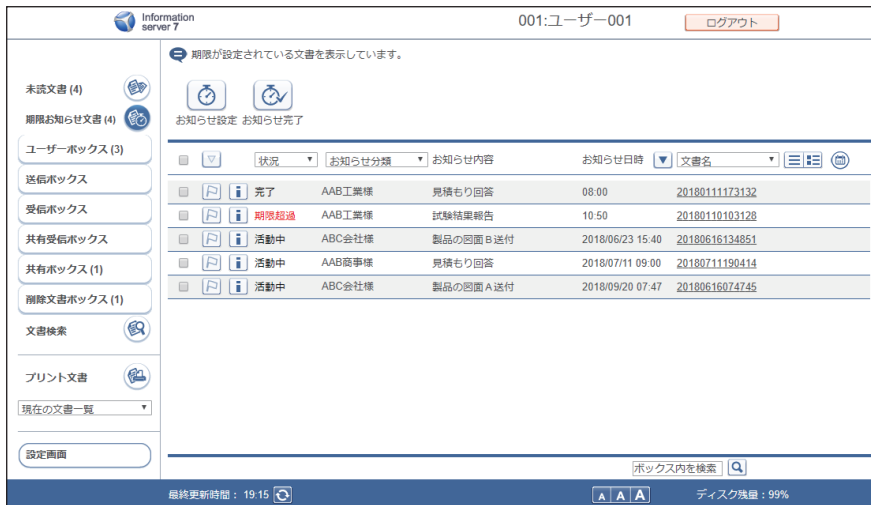 Information
server 7
001:ユーザー001
ログアウト
期限が設定されている文書を表示しています。
お知らせ設定 お知らせ完了
未読文書 (4)
期限お知らせ文書 (4)
ユーザーボックス (3)
送信ボックス
受信ボックス
共有受信ボックス
共有ボックス (1)
削除文書ボックス (1)
文書検索
プリント文書
現在の文書一覧
設定画面
状況 お知らせ分類 お知らせ内容 お知らせ日時 文書名
完了 AAB工業様 見積もり回答 08:00 20180111173132
期限超過 AAB工業様 試験結果報告 10:50 20180110103128
活動中 ABC会社様 製品の図面B送付 2018/06/23 15:40 20180616134851
活動中 AAB商事様 見積もり回答 2018/07/11 09:00 20180711190414
活動中 ABC会社様 製品の図面A送付 2018/09/20 07:47 20180616074745
ボックス内を検索
最終更新時間： 19:15 A A A ディスク残量：99%